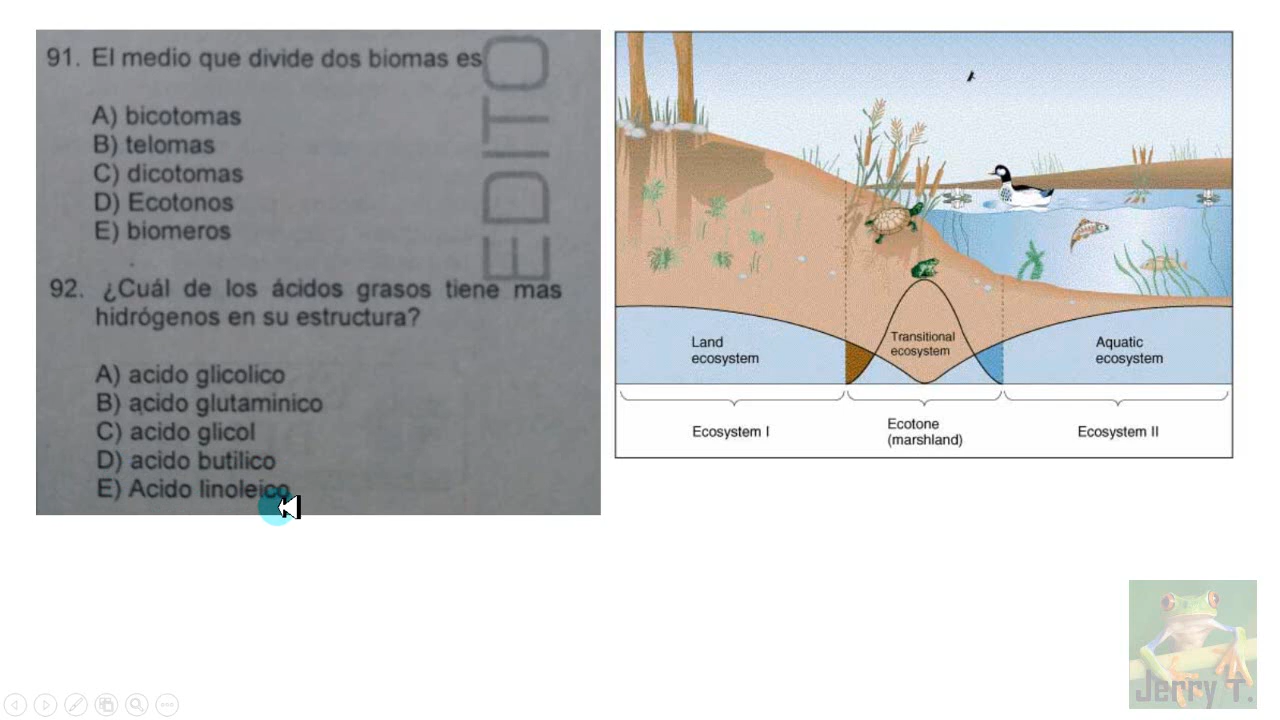 91. El medio que divide dos biomas es
A) bicotomas
B) telomas
C) dicotomas
D) Ecotonos
E) biomeros
92. ¿Cuál de los ácidos grasos tiene mas
hidrógenos en su estructura?
A) acido glicolico
B) acido glutaminico
C) acido glicol
D) acido butilico
E) Acido linoleico
EDITO
Land
ecosystem
Transitional
ecosystem
Aquatic
ecosystem
Ecosystem I
Ecotone
(marshland)
Ecosystem II
Jerry T.